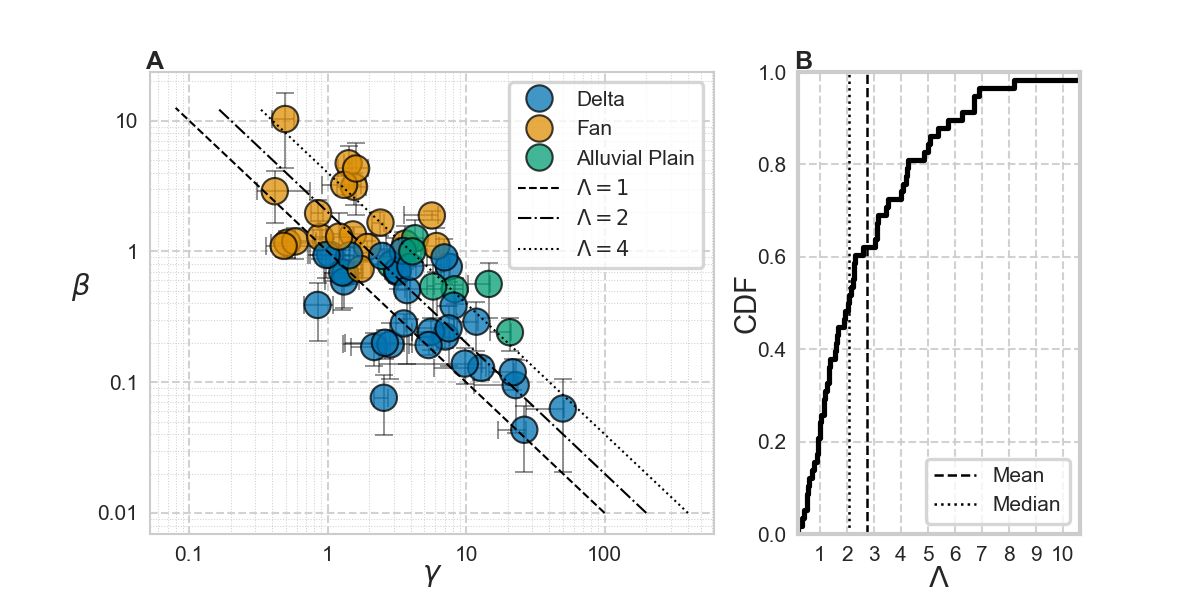 A
β
10
1
0.1
0.01
0.1
1
10
100
γ
Delta
Fan
Alluvial Plain
Λ = 1
Λ = 2
Λ = 4
B
CDF
1.0
0.8
0.6
0.4
0.2
0.0
1 2 3 4 5 6 7 8 9 10
Λ
Mean
Median